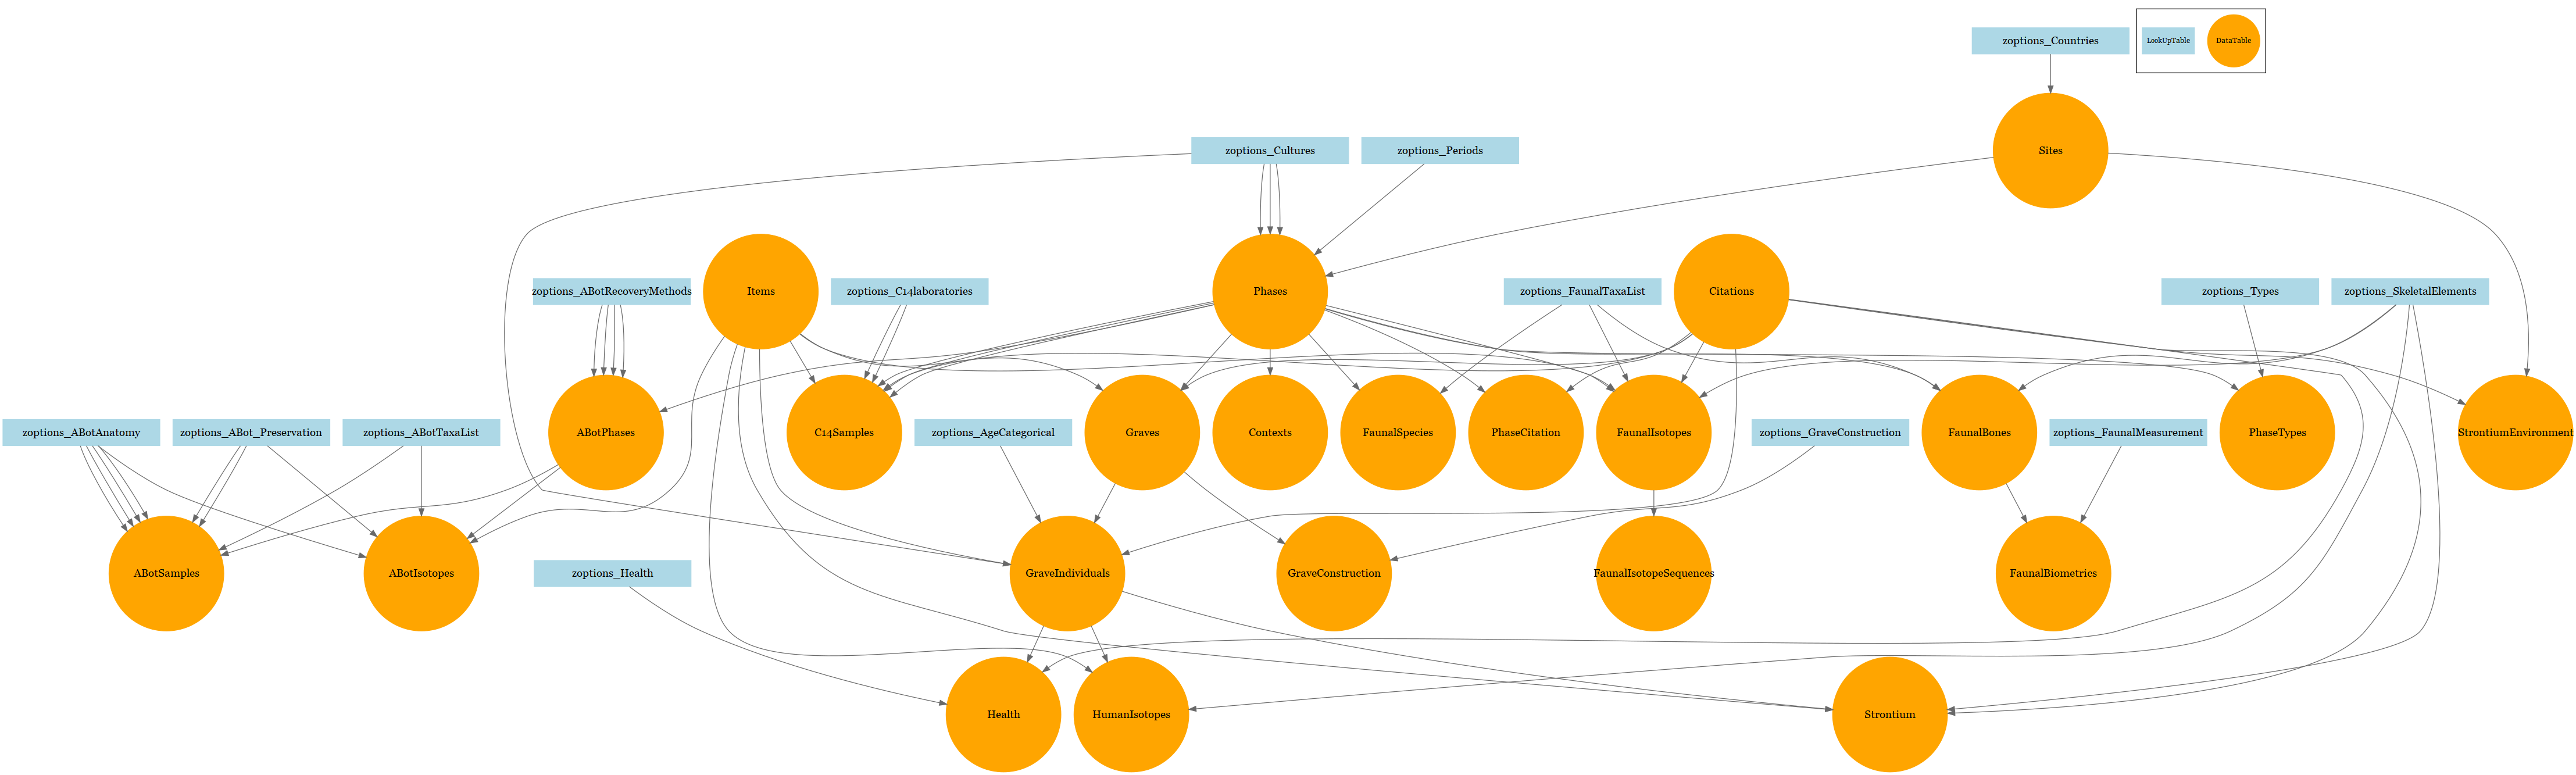 zoptions_Countries
LookUpTable
DataTable
zoptions_Cultures
zoptions_Periods
Sites
zoptions_ABotRecoveryMethods
Items
zoptions_C14laboratories
Phases
zoptions_FaunalTaxaList
Citations
zoptions_Types
zoptions_SkeletalElements
zoptions_ABotAnatomy
zoptions_ABot_Preservation
zoptions_ABotTaxaList
ABotPhases
C14Samples
zoptions_AgeCategorical
Graves
Contexts
FaunalSpecies
PhaseCitation
FaunalIsotopes
zoptions_GraveConstruction
FaunalBones
zoptions_FaunalMeasurement
PhaseTypes
StrontiumEnvironment
ABotSamples
ABotIsotopes
zoptions_Health
GraveIndividuals
GraveConstruction
FaunalIsotopeSequences
FaunalBiometrics
Health
HumanIsotopes
Strontium